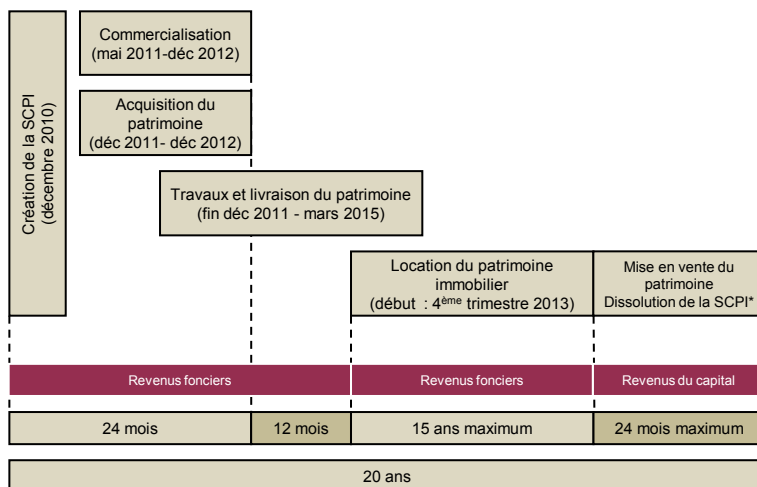 Création de la SCPI
(décembre 2010)
Commercialisation
(mai 2011-déc 2012)
Acquisition du
patrimoine
(déc 2011- déc 2012)
Travaux et livraison du patrimoine
(fin déc 2011 - mars 2015)
Location du patrimoine
immobilier
(début : 4ème trimestre 2013)
Mise en vente du
patrimoine
Dissolution de la SCPI*
Revenus fonciers
Revenus fonciers
Revenus du capital
24 mois
12 mois
15 ans maximum
24 mois maximum
20 ans